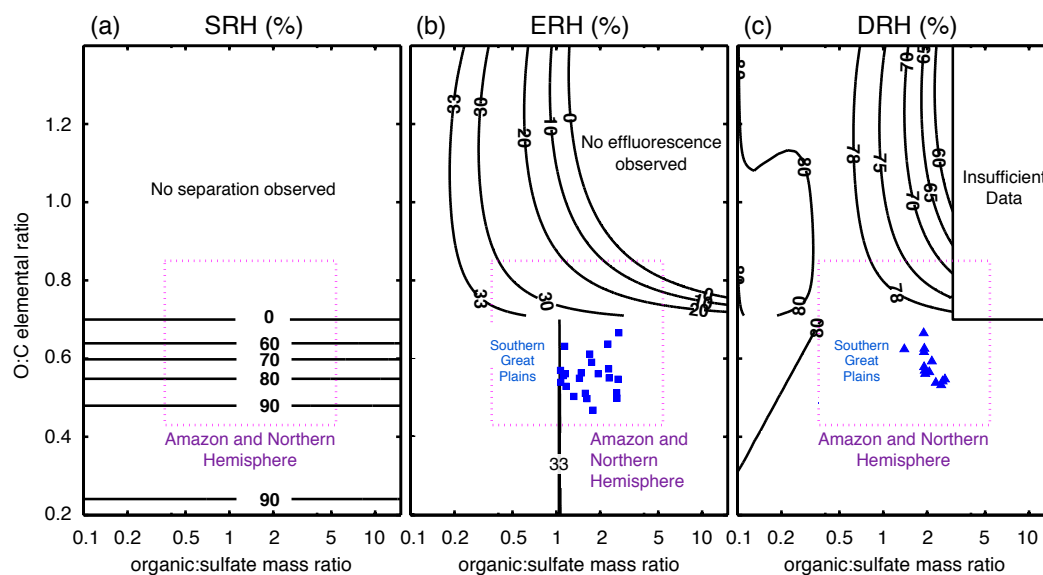 (a) SRH (%)
(b) ERH (%)
(c) DRH (%)
O:C elemental ratio
1.2
1.0
0.8
0.6
0.4
0.2
No separation observed
0
60
70
80
90
Amazon and Northern
Hemisphere
90
0.1 0.2 0.5 1 2 5 10
organic:sulfate mass ratio
33
30
20
10
0
No effluorescence
observed
33
30
0
10
20
Southern
Great
Plains
Amazon and
Northern
Hemisphere
33
0.1 0.2 0.5 1 2 5 10
organic:sulfate mass ratio
80
70
65
78
75
60
80
65
70
Insufficient
Data
80
78
80
80
Southern
Great
Plains
Amazon and Northern
Hemisphere
0.1 0.2 0.5 1 2 5 10
organic:sulfate mass ratio